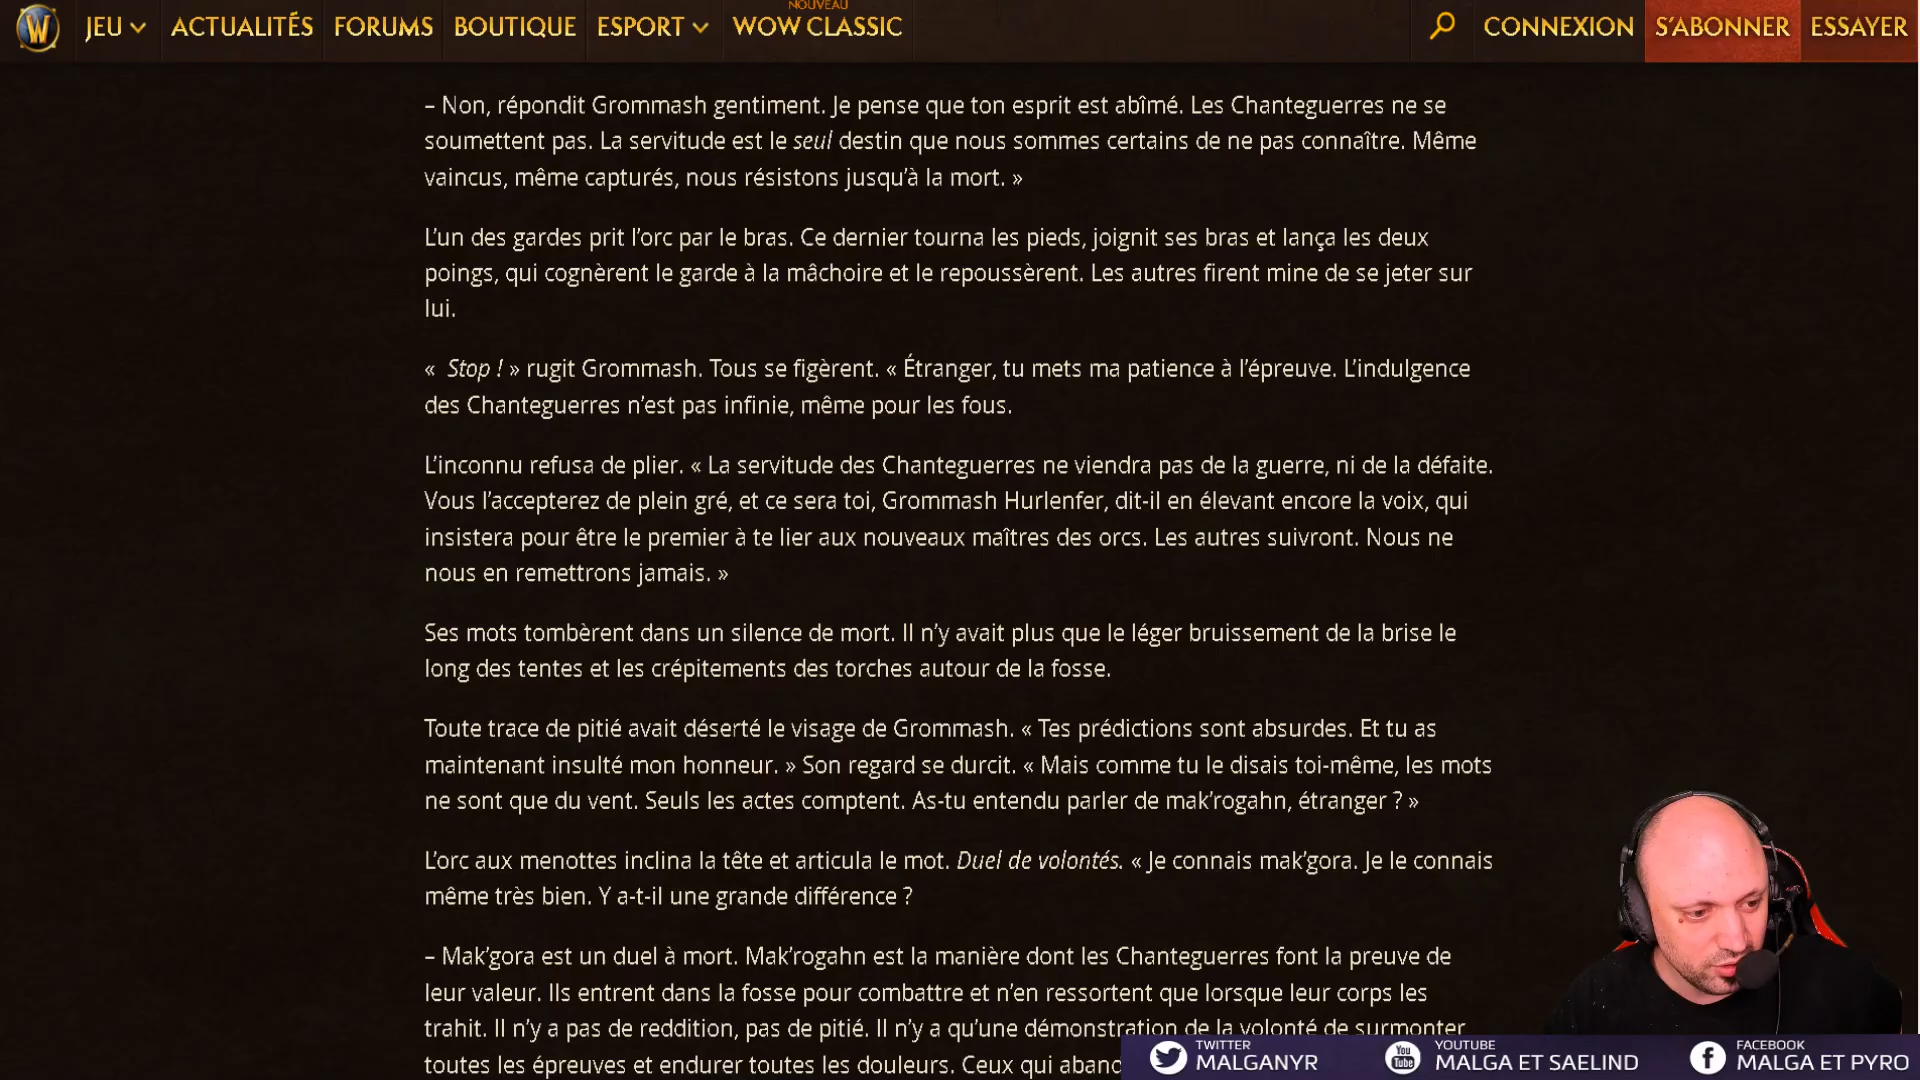 NOUVEAU
JEU ACTUALITÉS FORUMS BOUTIQUE ESPORT WOW CLASSIC CONNEXION S'ABONNER ESSAYER
– Non, répondit Grommash gentiment. Je pense que ton esprit est abîmé. Les Chanteguerres ne se
soumettent pas. La servitude est le seul destin que nous sommes certains de ne pas connaître. Même
vaincus, même capturés, nous résistons jusqu’à la mort. »
L’un des gardes prit l’orc par le bras. Ce dernier tourna les pieds, joignit ses bras et lança les deux
poings, qui cognèrent le garde à la mâchoire et le repoussèrent. Les autres firent mine de se jeter sur
lui.
« Stop ! » rugit Grommash. Tous se figèrent. « Étranger, tu mets ma patience à l’épreuve. L’indulgence
des Chanteguerres n’est pas infinie, même pour les fous.
L’inconnu refusa de plier. « La servitude des Chanteguerres ne viendra pas de la guerre, ni de la défaite.
Vous l’accepterez de plein gré, et ce sera toi, Grommash Hurlenfer, dit-il en élevant encore la voix, qui
insistera pour être le premier à te lier aux nouveaux maîtres des orcs. Les autres suivront. Nous ne
nous en remettrons jamais. »
Ses mots tombèrent dans un silence de mort. Il n’y avait plus que le léger bruissement de la brise le
long des tentes et les crépitements des torches autour de la fosse.
Toute trace de pitié avait déserté le visage de Grommash. « Tes prédictions sont absurdes. Et tu as
maintenant insulté mon honneur. » Son regard se durcit. « Mais comme tu le disais toi-même, les mots
ne sont que du vent. Seuls les actes comptent. As-tu entendu parler de mak’rogahn, étranger ? »
L’orc aux menottes inclina la tête et articula le mot. Duel de volontés. « Je connais mak’gora. Je le connais
même très bien. Y a-t-il une grande différence ?
– Mak’gora est un duel à mort. Mak’rogahn est la manière dont les Chanteguerres font la preuve de
leur valeur. Ils entrent dans la fosse pour combattre et n’en ressortent que lorsque leur corps les
trahit. Il n’y a pas de reddition, pas de pitié. Il n’y a qu’une démonstration de la volonté de surmonter
toutes les épreuves et endurer toutes les douleurs. Ceux qui aband
TWITTER
MALGANYR
YOUTUBE
MALGA ET SAELIND
FACEBOOK
MALGA ET PYRO